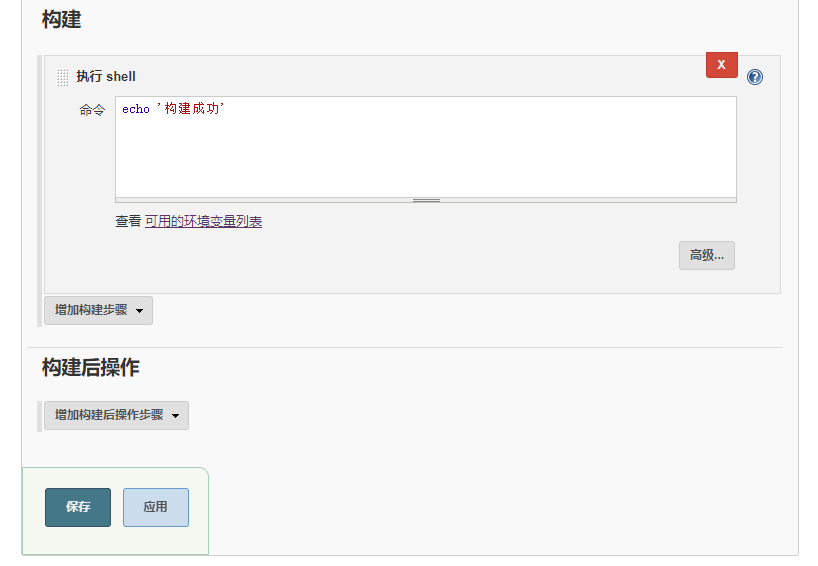 构建
执行 shell
X
?
命令
echo '构建成功'
查看 可用的环境变量列表
高级...
增加构建步骤
构建后操作
增加构建后操作步骤
保存
应用